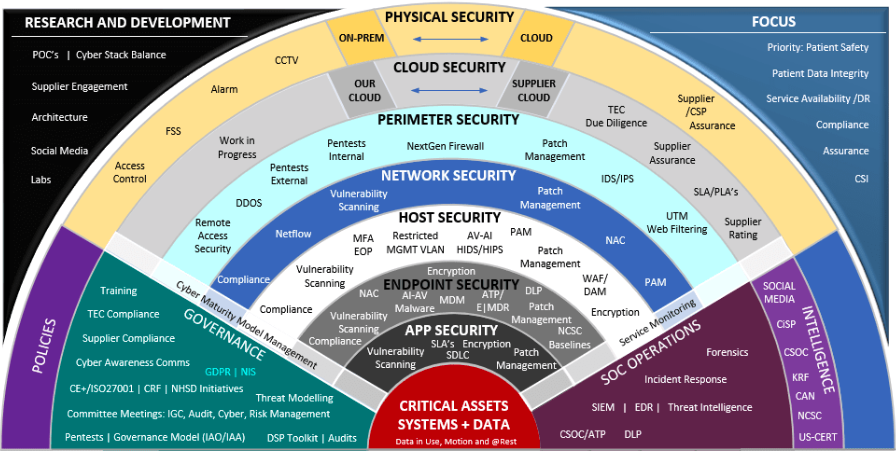 RESEARCH AND DEVELOPMENT
POC's | Cyber Stack Balance
Supplier Engagement
Architecture
Social Media
Labs
FOCUS
Priority: Patient Safety
Patient Data Integrity
Service Availability /DR
Compliance
Assurance
CSI
PHYSICAL SECURITY
ON-PREM
CLOUD
CCTV
Alarm
FSS
Access
Control
Supplier
/CSP
Assurance
CLOUD SECURITY
OUR
CLOUD
SUPPLIER
CLOUD
Work in
Progress
TEC
Due Diligence
Supplier
Assurance
SLA/PLA's
Supplier
Rating
PERIMETER SECURITY
Pentests
Internal
NextGen Firewall
Patch
Management
Pentests
External
DDOS
Remote
Access
Security
IDS/IPS
UTM
Web Filtering
NETWORK SECURITY
Vulnerability
Scanning
Patch
Management
Netflow
NAC
Compliance
PAM
HOST SECURITY
MFA
EOP
Restricted
MGMT VLAN
AV-AI
HIDS/HIPS
PAM
Patch
Management
Vulnerability
Scanning
WAF/
DAM
Compliance
Encryption
Encryption
ENDPOINT SECURITY
NAC
AI-AV
Malware
MDM
ATP/
E|MDR
DLP
Patch
Management
Vulnerability
Scanning
Compliance
NCSC
Baselines
APP SECURITY
Vulnerability
Scanning
SLA's
SDLC
Encryption
Patch
Management
CRITICAL ASSETS
SYSTEMS + DATA
Data in Use, Motion and @Rest
Cyber Maturity Model Management
Service Monitoring
POLICIES
GOVERNANCE
Training
TEC Compliance
Supplier Compliance
Cyber Awareness Comms
GDPR | NIS
CE+/ISO27001 | CRF | NHSD Initiatives
Threat Modelling
Committee Meetings: IGC, Audit, Cyber, Risk Management
Pentests | Governance Model (IAO/IAA)
DSP Toolkit | Audits
SOC OPERATIONS
Forensics
Incident Response
SIEM | EDR | Threat Intelligence
CSOC/ATP
DLP
INTELLIGENCE
SOCIAL
MEDIA
CiSP
CSOC
KRF
CAN
NCSC
US-CERT